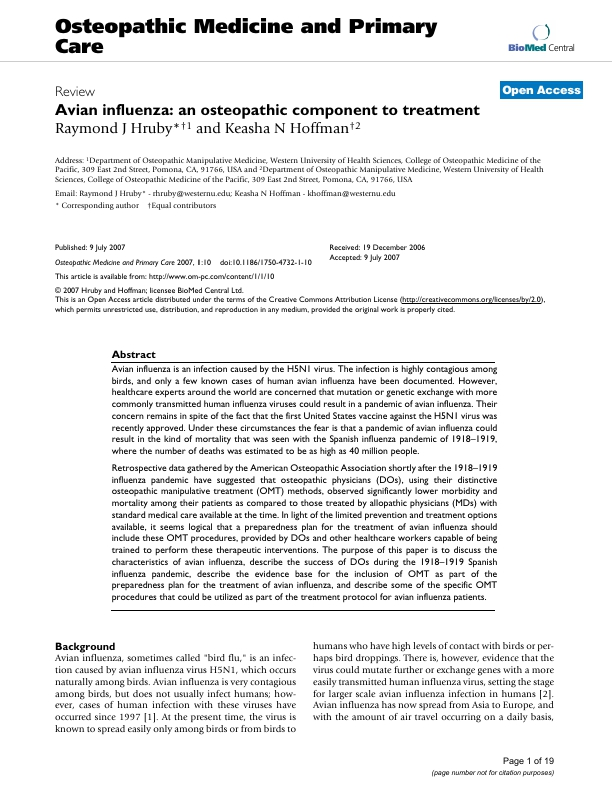 Osteopathic Medicine and Primary
Care
BioMed Central
Review
Open Access
Avian influenza: an osteopathic component to treatment
Raymond J Hruby*†1 and Keasha N Hoffman†2
Address: 1Department of Osteopathic Manipulative Medicine, Western University of Health Sciences, College of Osteopathic Medicine of the
Pacific, 309 East 2nd Street, Pomona, CA, 91766, USA and 2Department of Osteopathic Manipulative Medicine, Western University of Health
Sciences, College of Osteopathic Medicine of the Pacific, 309 East 2nd Street, Pomona, CA, 91766, USA
Email: Raymond J Hruby* - rhruby@westernu.edu; Keasha N Hoffman - khoffman@westernu.edu
* Corresponding author †Equal contributors
Published: 9 July 2007
Osteopathic Medicine and Primary Care 2007, 1:10 doi:10.1186/1750-4732-1-10
Received: 19 December 2006
Accepted: 9 July 2007
This article is available from: http://www.om-pc.com/content/1/1/10
© 2007 Hruby and Hoffman; licensee BioMed Central Ltd.
This is an Open Access article distributed under the terms of the Creative Commons Attribution License (http://creativecommons.org/licenses/by/2.0),
which permits unrestricted use, distribution, and reproduction in any medium, provided the original work is properly cited.
Abstract
Avian influenza is an infection caused by the H5N1 virus. The infection is highly contagious among
birds, and only a few known cases of human avian influenza have been documented. However,
healthcare experts around the world are concerned that mutation or genetic exchange with more
commonly transmitted human influenza viruses could result in a pandemic of avian influenza. Their
concern remains in spite of the fact that the first United States vaccine against the H5N1 virus was
recently approved. Under these circumstances the fear is that a pandemic of avian influenza could
result in the kind of mortality that was seen with the Spanish influenza pandemic of 1918–1919,
where the number of deaths was estimated to be as high as 40 million people.
Retrospective data gathered by the American Osteopathic Association shortly after the 1918–1919
influenza pandemic have suggested that osteopathic physicians (DOs), using their distinctive
osteopathic manipulative treatment (OMT) methods, observed significantly lower morbidity and
mortality among their patients as compared to those treated by allopathic physicians (MDs) with
standard medical care available at the time. In light of the limited prevention and treatment options
available, it seems logical that a preparedness plan for the treatment of avian influenza should
include these OMT procedures, provided by DOs and other healthcare workers capable of being
trained to perform these therapeutic interventions. The purpose of this paper is to discuss the
characteristics of avian influenza, describe the success of DOs during the 1918–1919 Spanish
influenza pandemic, describe the evidence base for the inclusion of OMT as part of the
preparedness plan for the treatment of avian influenza, and describe some of the specific OMT
procedures that could be utilized as part of the treatment protocol for avian influenza patients.
Background
Avian influenza, sometimes called "bird flu," is an infec-
tion caused by avian influenza virus H5N1, which occurs
naturally among birds. Avian influenza is very contagious
among birds, but does not usually infect humans; how-
ever, cases of human infection with these viruses have
occurred since 1997 [1]. At the present time, the virus is
known to spread easily only among birds or from birds to
humans who have high levels of contact with birds or per-
haps bird droppings. There is, however, evidence that the
virus could mutate further or exchange genes with a more
easily transmitted human influenza virus, setting the stage
for larger scale avian influenza infection in humans [2].
Avian influenza has now spread from Asia to Europe, and
with the amount of air travel occurring on a daily basis,
Page 1 of 19
(page number not for citation purposes)